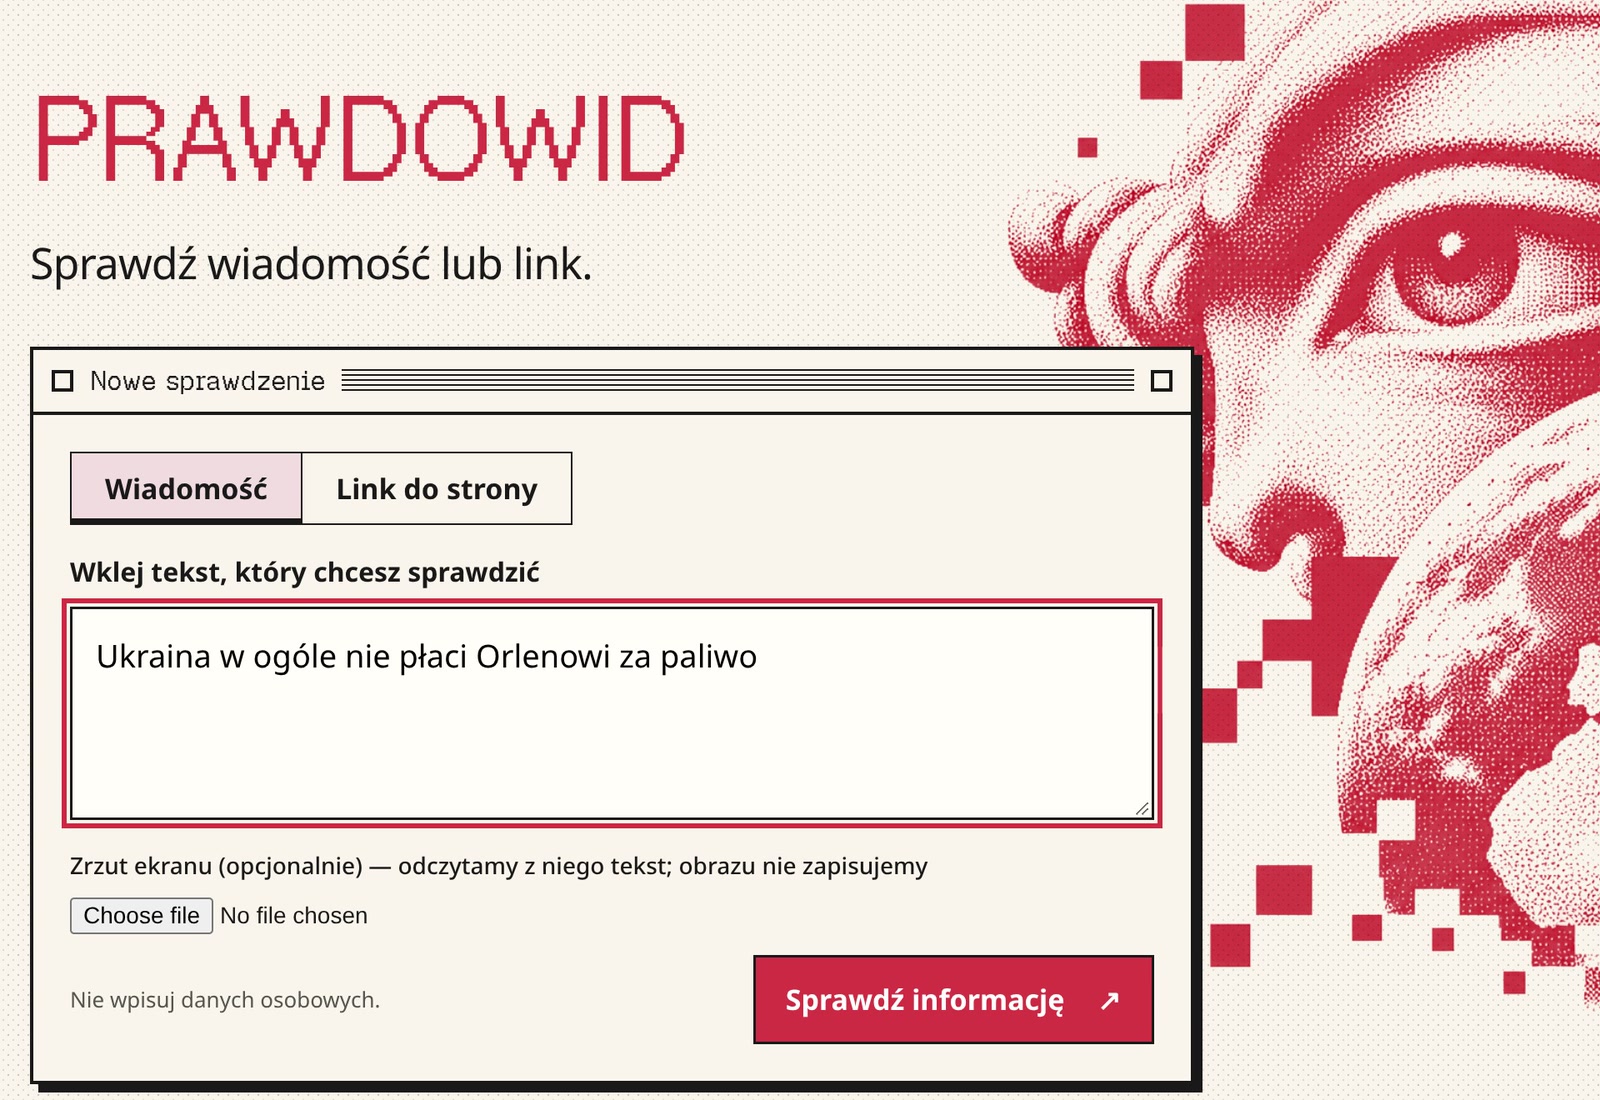 PRAWDOWID
Sprawdź wiadomość lub link.
Nowe sprawdzenie
Wiadomość
Link do strony
Wklej tekst, który chcesz sprawdzić
Ukraina w ogóle nie płaci Orlenowi za paliwo
Zrzut ekranu (opcjonalnie) — odczytamy z niego tekst; obrazu nie zapisujemy
Choose file No file chosen
Nie wpisuj danych osobowych.
Sprawdź informację ↗